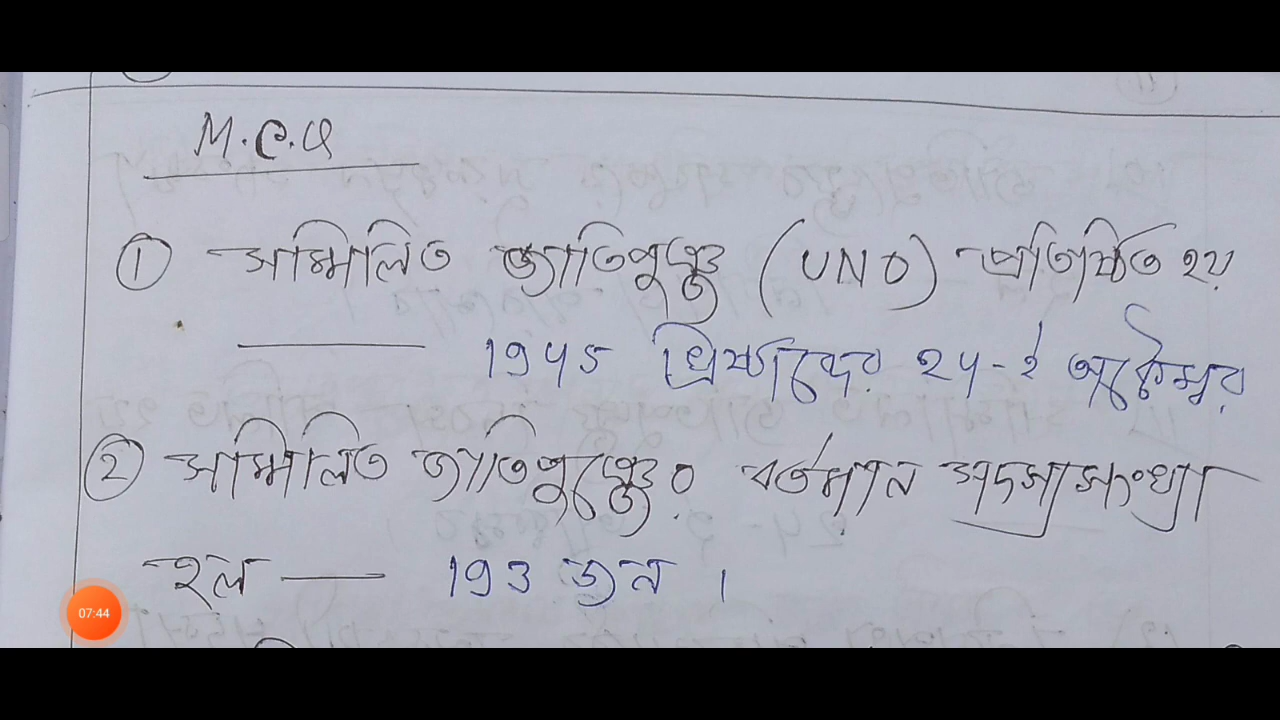 M.C.Q
① সম্মিলিত জাতিপুঞ্জ (UNO) প্রতিষ্ঠিত হয়
—— 1945 খ্রিষ্টাব্দের 24-ই অক্টোম্বর
② সম্মিলিত জাতিপুঞ্জের বর্তমান সদস্যসংখ্যা
হল — 193 জন ।
07:44